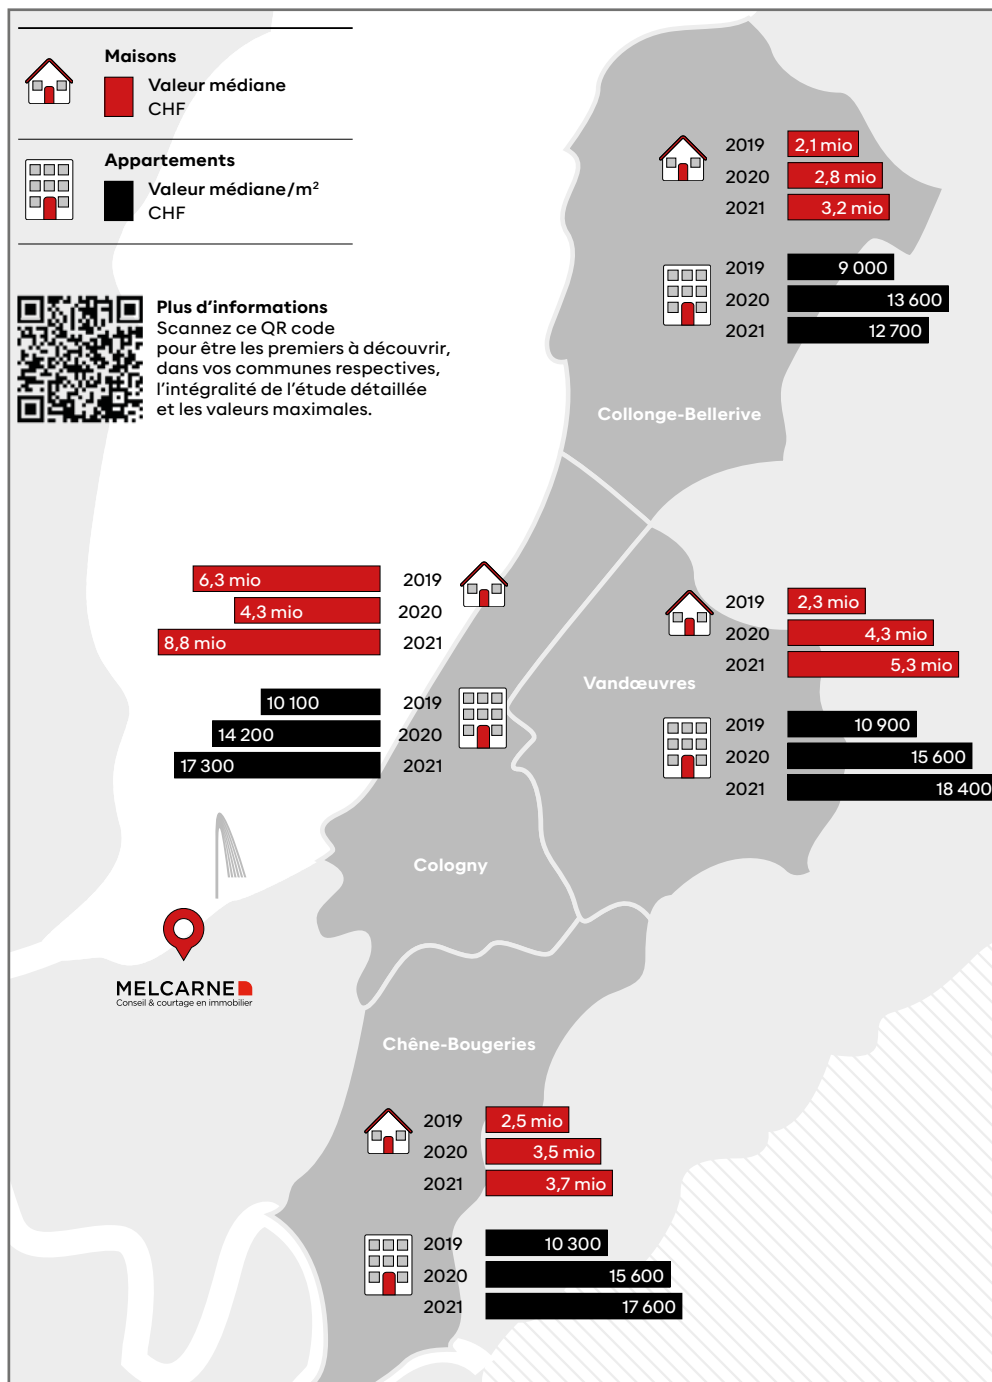 Maisons
Valeur médiane
CHF
Appartements
Valeur médiane/m²
CHF
Plus d’informations
Scannez ce QR code
pour être les premiers à découvrir,
dans vos communes respectives,
l’intégralité de l’étude détaillée
et les valeurs maximales.
2019 2,1 mio
2020 2,8 mio
2021 3,2 mio
2019 9 000
2020 13 600
2021 12 700
Collonge-Bellerive
6,3 mio 2019
4,3 mio 2020
8,8 mio 2021
10 100 2019
14 200 2020
17 300 2021
Cologny
2019 2,3 mio
2020 4,3 mio
2021 5,3 mio
Vandœuvres
2019 10 900
2020 15 600
2021 18 400
MELCARNE
Conseil & courtage en immobilier
Chêne-Bougeries
2019 2,5 mio
2020 3,5 mio
2021 3,7 mio
2019 10 300
2020 15 600
2021 17 600